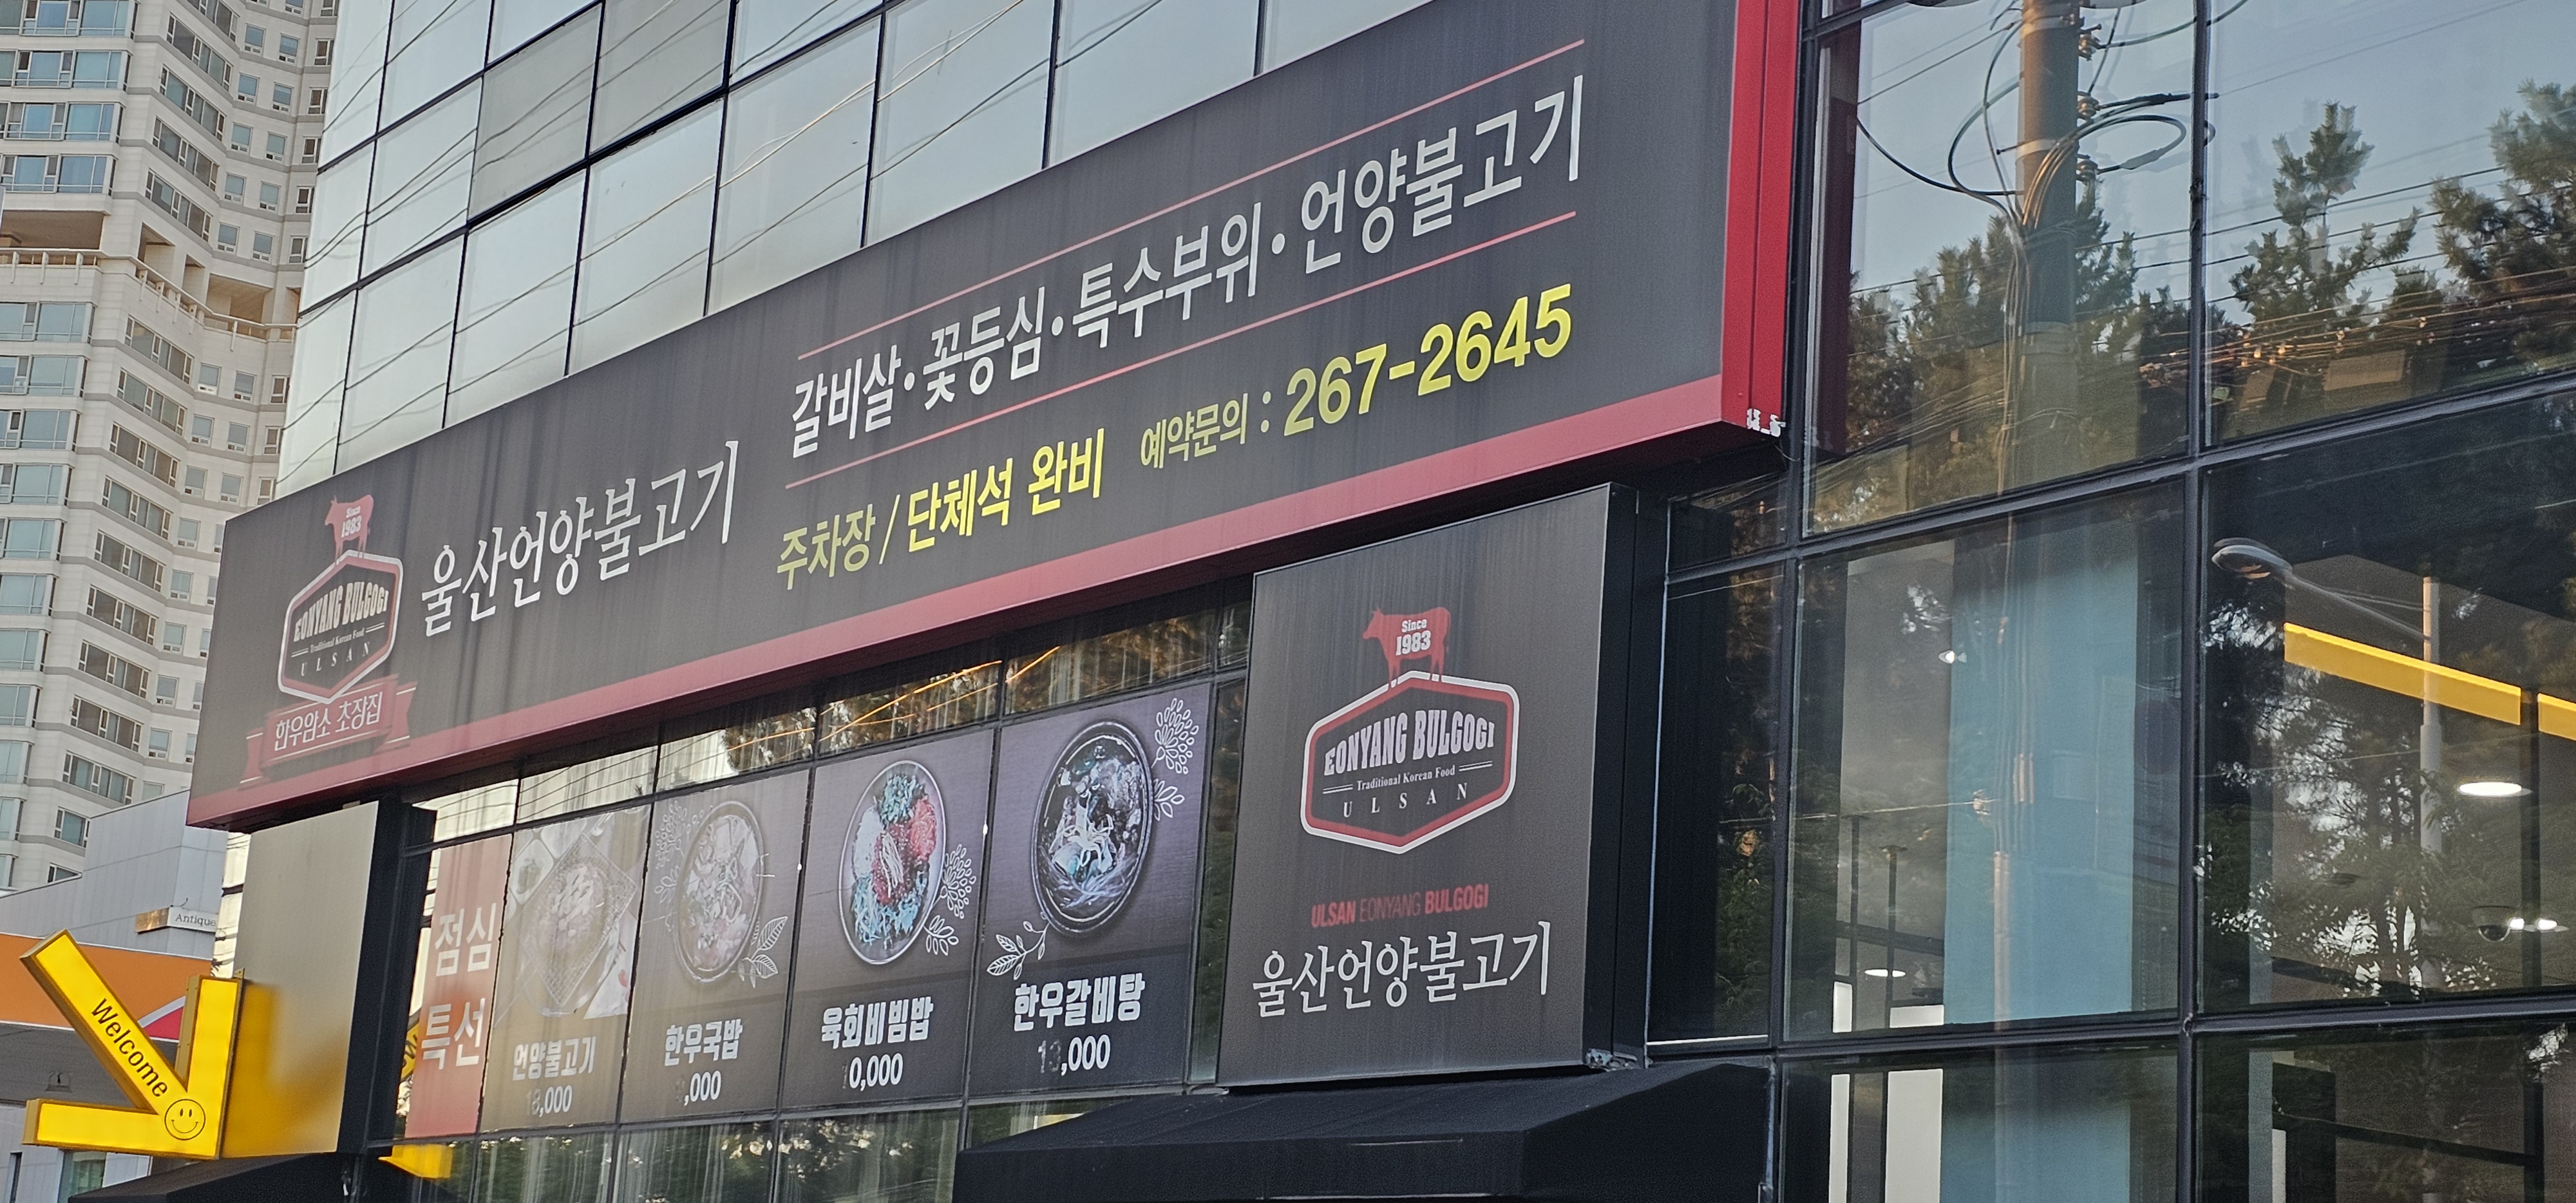 Since
1983
EONYANG BULGOGI
Traditional Korean Food
ULSAN
한우암소 초장집
울산언양불고기
갈비살·꽃등심·특수부위·언양불고기
주차장 / 단체석 완비 예약문의 : 267-2645
Since
1983
EONYANG BULGOGI
Traditional Korean Food
ULSAN
ULSAN EONYANG BULGOGI
울산언양불고기
점심
특선
언양불고기
한우국밥
,000
육회비빔밥
0,000
한우갈비탕
,000
Antique
Welcome